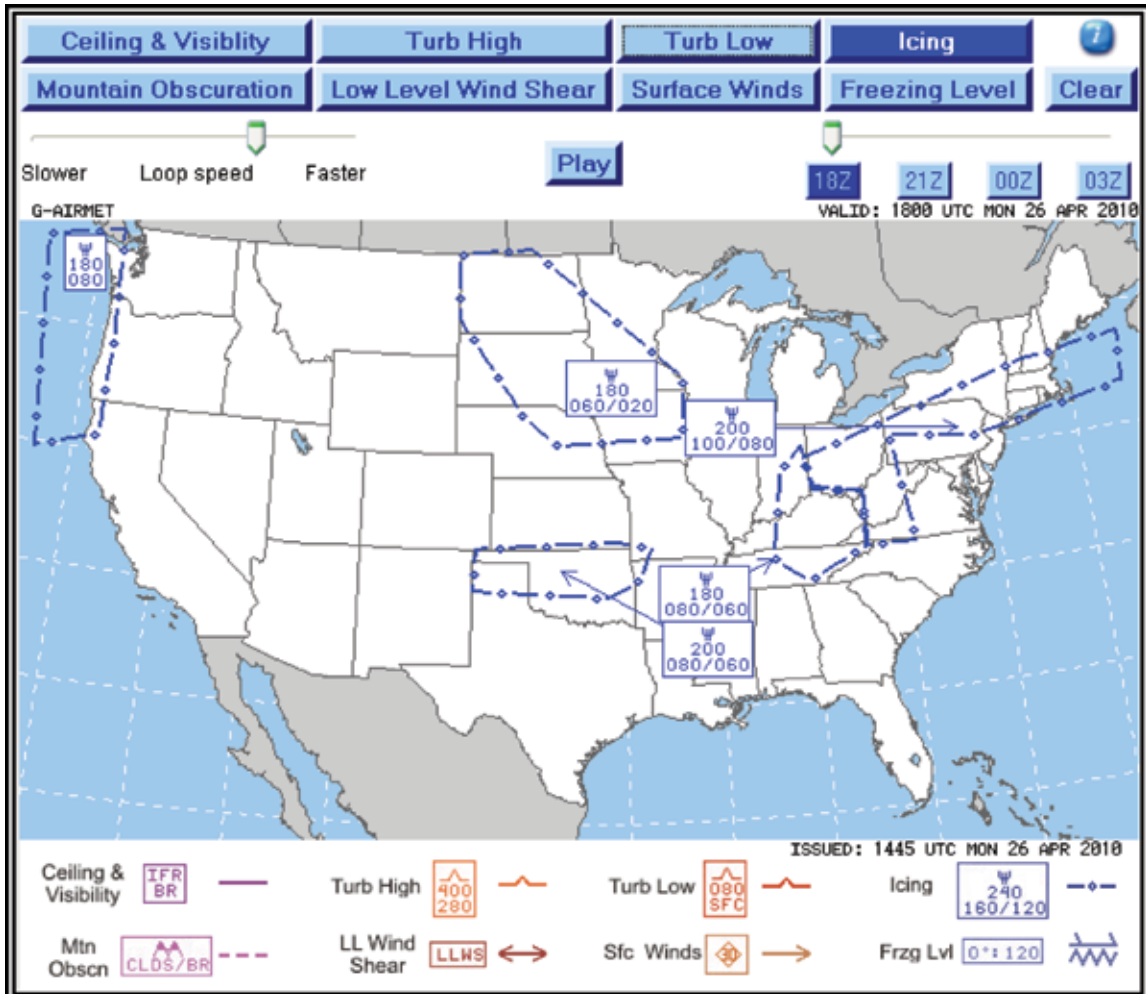 Ceiling & Visiblity Turb High Turb Low Icing i
Mountain Obscuration Low Level Wind Shear Surface Winds Freezing Level Clear
Slower Loop speed Faster Play 18Z 21Z 00Z 03Z
G-AIRMET VALID: 1800 UTC MON 26 APR 2010
180
080
180
060/020
200
100/080
180
080/060
200
080/060
ISSUED: 1445 UTC MON 26 APR 2010
Ceiling &
Visibility
IFR
BR
Turb High
400
280
Turb Low
080
SFC
Icing
240
160/120
Mtn
Obscn
CLDS/BR
LL Wind
Shear
LLWS
Sfc Winds
30
Frzg Lvl
0°:120